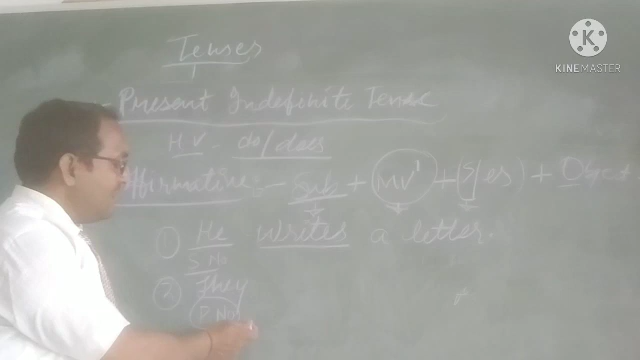 K
KINEMASTER
Tenses
Present Indefinite Tense
H V - do/does
Affirmative :- Sub + MV¹ + (s/es) + Object
① He writes a letter.
S No
② They
P No